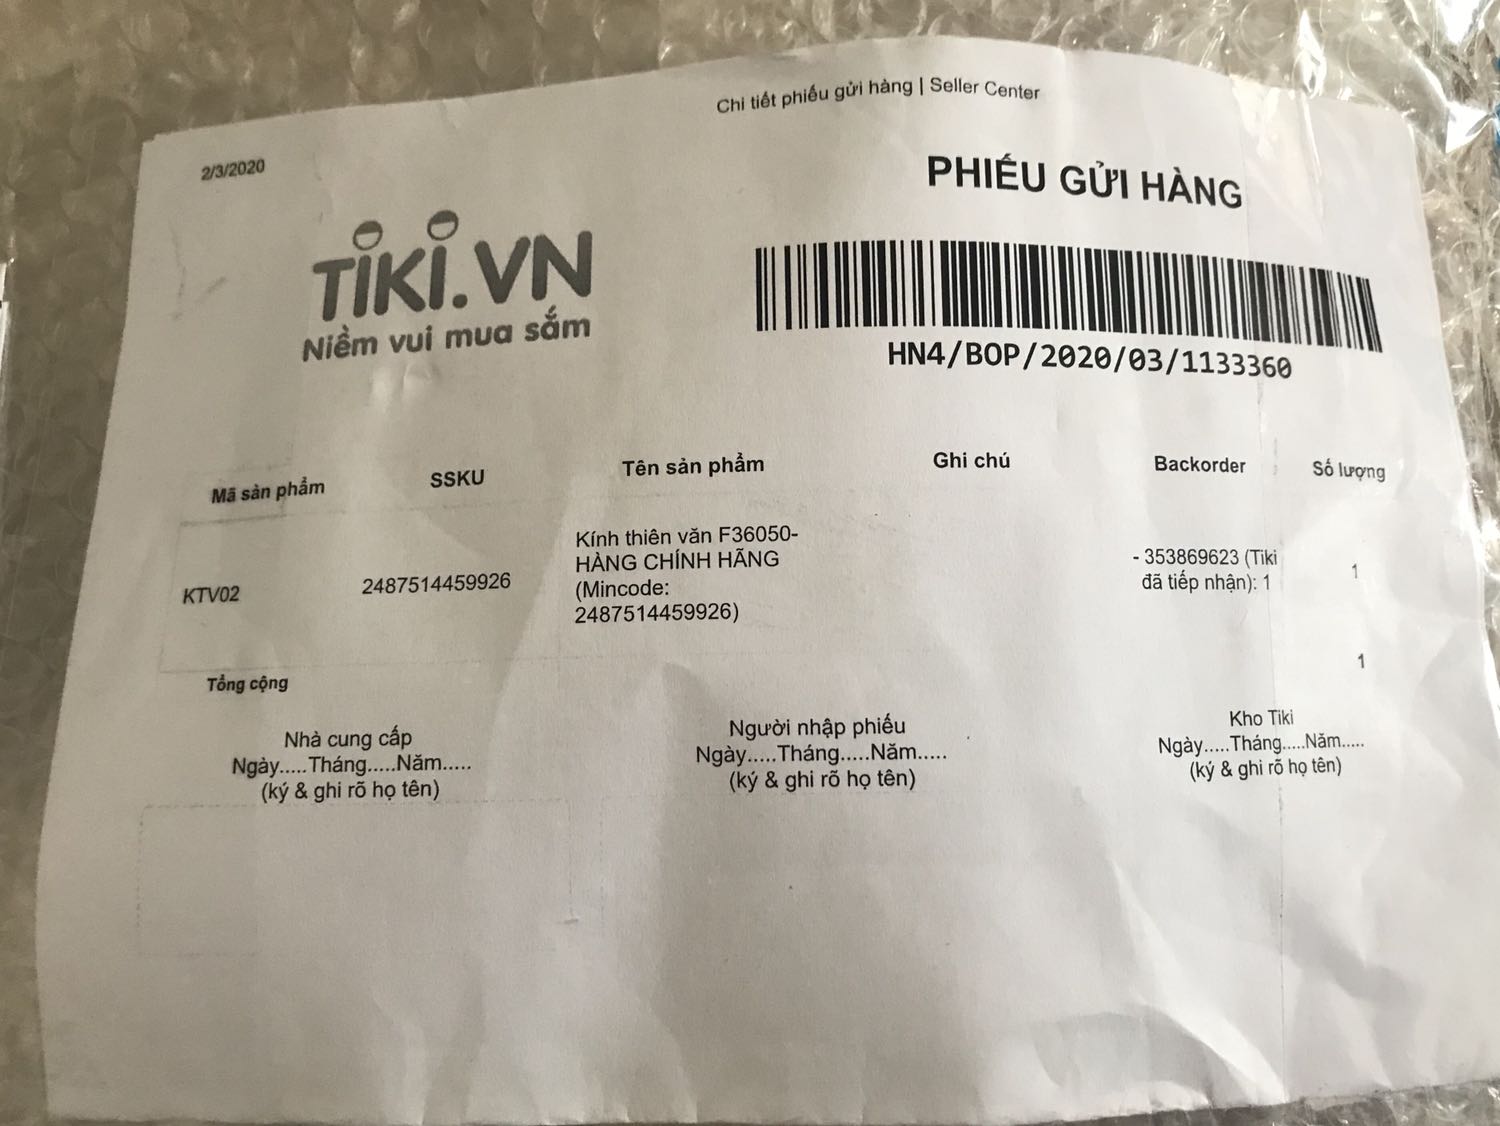 Chi tiết phiếu gửi hàng | Seller Center
2/3/2020
PHIẾU GỬI HÀNG
TIKI.VN
Niềm vui mua sắm
HN4/BOP/2020/03/1133360
Mã sản phẩm SSKU Tên sản phẩm Ghi chú Backorder Số lượng
KTV02 2487514459926
Kính thiên văn F36050-
HÀNG CHÍNH HÃNG
(Mincode:
2487514459926)
- 353869623 (Tiki
đã tiếp nhận): 1
1
Tổng cộng 1
Nhà cung cấp
Ngày.....Tháng.....Năm.....
(ký & ghi rõ họ tên)
Người nhập phiếu
Ngày.....Tháng.....Năm.....
(ký & ghi rõ họ tên)
Kho Tiki
Ngày.....Tháng.....Năm.....
(ký & ghi rõ họ tên)